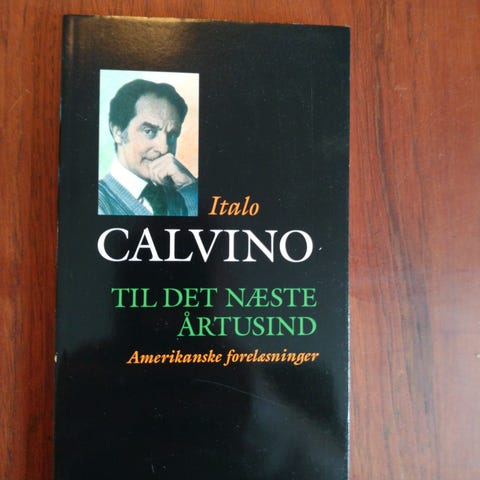 Italo
CALVINO
TIL DET NÆSTE
ÅRTUSIND
Amerikanske forelæsninger